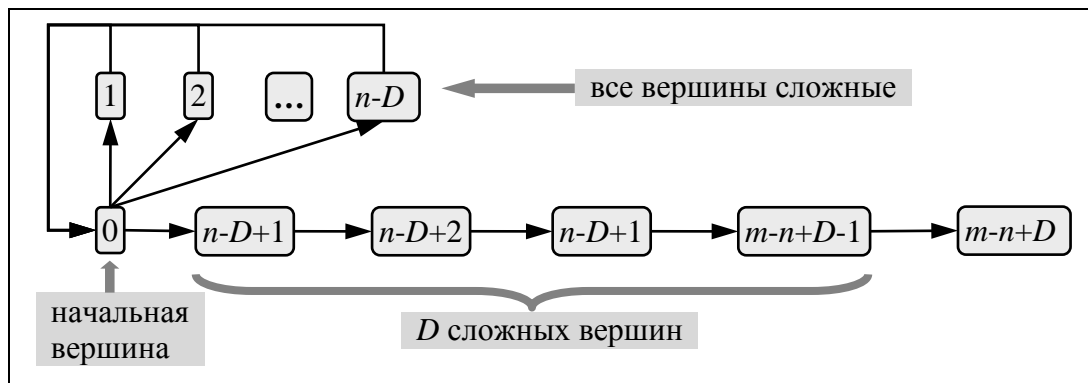 1
2
...
n-D
все вершины сложные
0
n-D+1
n-D+2
n-D+1
m-n+D-1
m-n+D
начальная
вершина
D сложных вершин